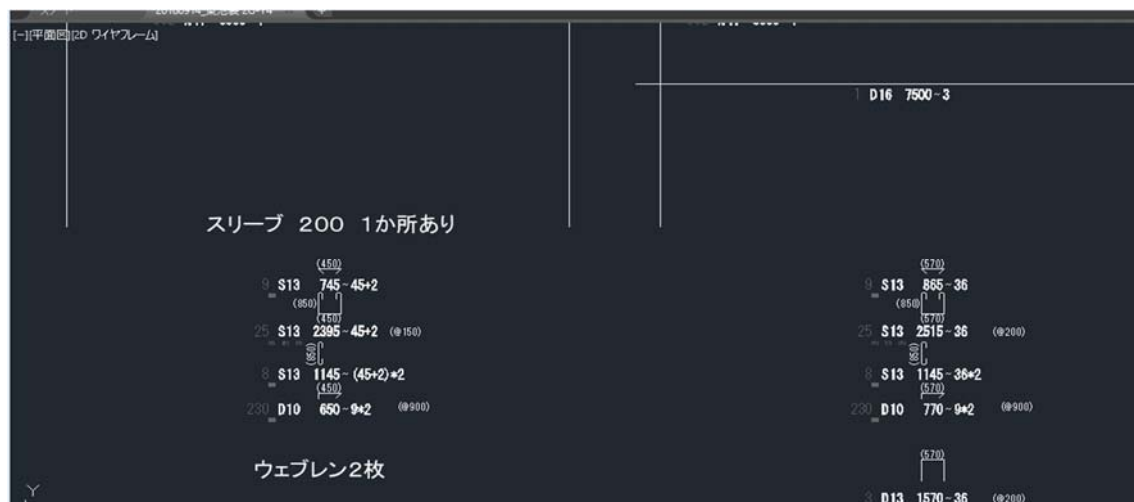 [-][平面図][2D ワイヤフレーム]
1 D16 7500~3
スリーブ 200 1か所あり
(450)
9 S13 745~45+2
(850)
(450)
25 S13 2395~45+2 (@150)
(850)
8 S13 1145~(45+2)*2
(450)
230 D10 650~9*2 (@900)
ウェブレン2枚
(570)
9 S13 865~36
(850)
(570)
25 S13 2515~36 (@200)
(850)
8 S13 1145~36*2
(570)
230 D10 770~9*2 (@900)
(570)
3 D13 1570~36 (@200)
Y